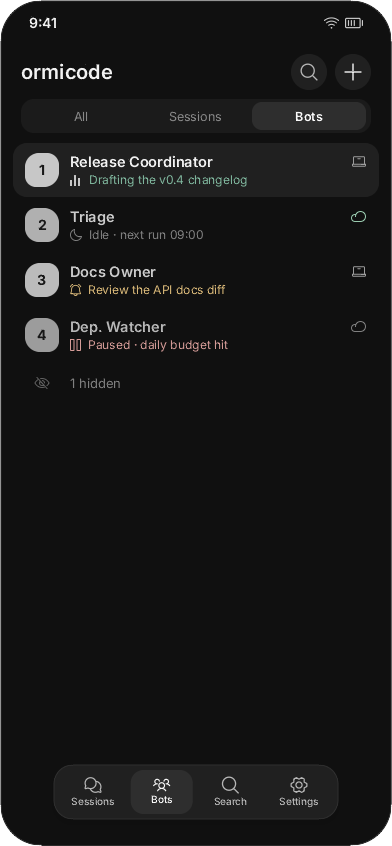 9:41
ormicode
All Sessions Bots
1 Release Coordinator
Drafting the v0.4 changelog
2 Triage
Idle · next run 09:00
3 Docs Owner
Review the API docs diff
4 Dep. Watcher
Paused · daily budget hit
1 hidden
Sessions Bots Search Settings